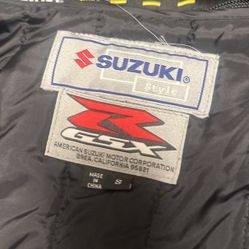 SUZUKI
Style
R
GSX
AMERICAN SUZUKI MOTOR CORPORATION
BREA, CALIFORNIA 92821
MADE IN
CHINA
S